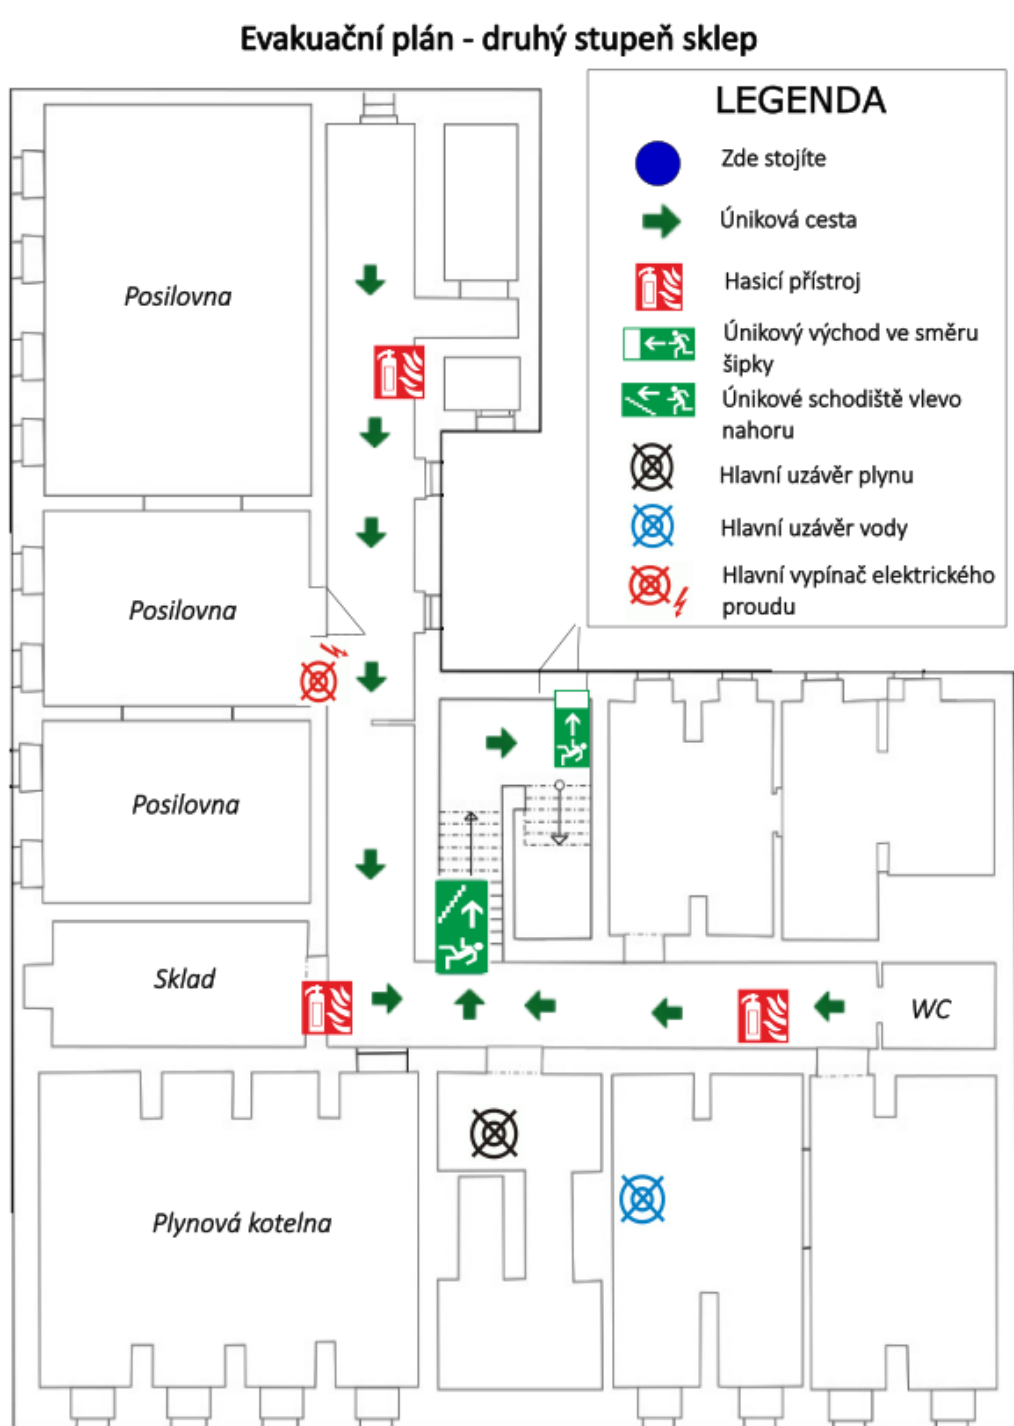 Evakuační plán - druhý stupeň sklep
LEGENDA
Zde stojíte
Úniková cesta
Hasicí přístroj
Únikový východ ve směru
šipky
Únikové schodiště vlevo
nahoru
Hlavní uzávěr plynu
Hlavní uzávěr vody
Hlavní vypínač elektrického
proudu
Posilovna
Posilovna
Posilovna
Sklad
WC
Plynová kotelna